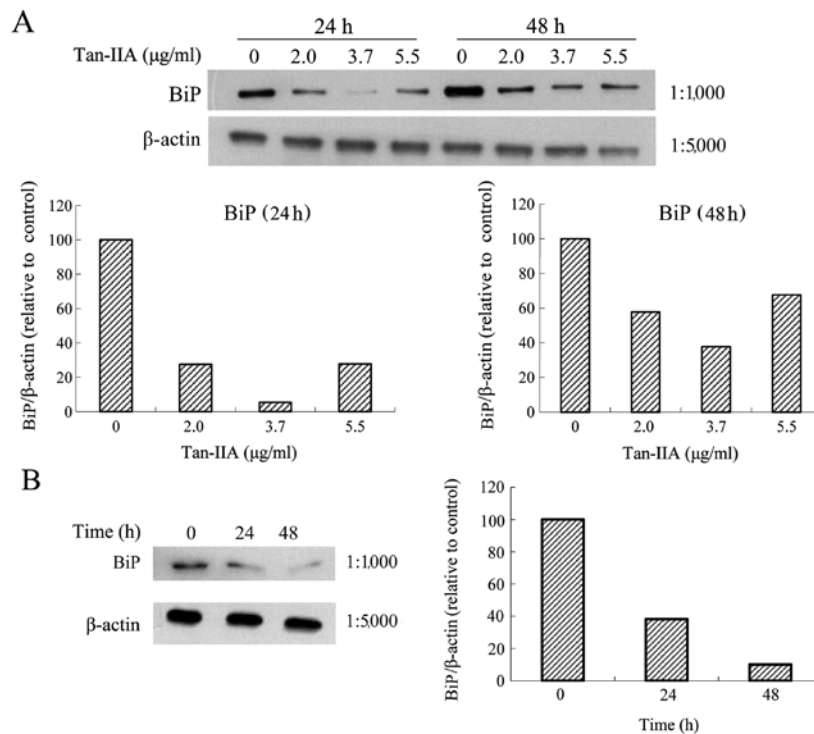 A
24 h 48 h
Tan-IIA (µg/ml) 0 2.0 3.7 5.5 0 2.0 3.7 5.5
BiP 1:1,000
β-actin 1:5,000
BiP (24h)
BiP/β-actin (relative to control)
120
100
80
60
40
20
0
0 2.0 3.7 5.5
Tan-IIA (µg/ml)
BiP (48h)
BiP/β-actin (relative to control)
120
100
80
60
40
20
0
0 2.0 3.7 5.5
Tan-IIA (µg/ml)
B
Time (h) 0 24 48
BiP 1:1,000
β-actin 1:5,000
BiP/β-actin (relative to control)
120
100
80
60
40
20
0
0 24 48
Time (h)